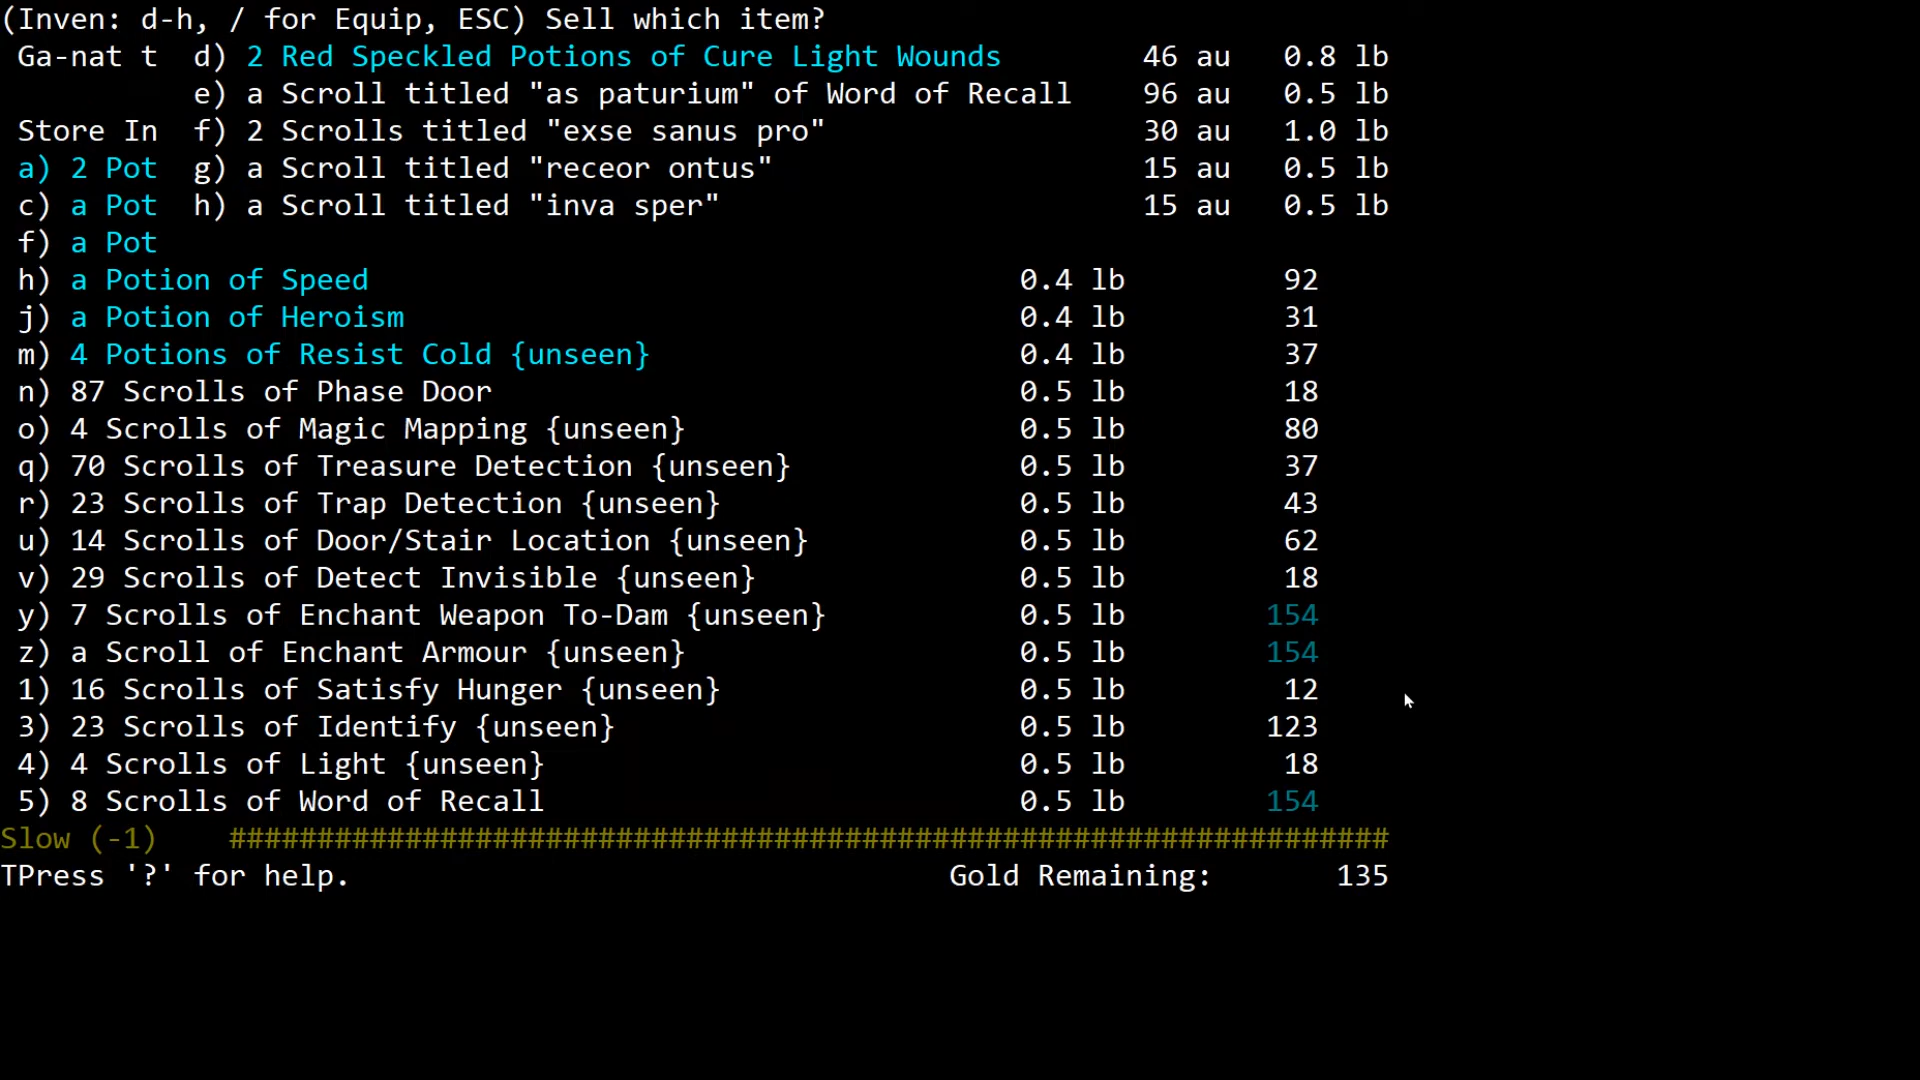 (Inven: d-h, / for Equip, ESC) Sell which item?
Ga-nat t d) 2 Red Speckled Potions of Cure Light Wounds 46 au 0.8 lb
e) a Scroll titled "as paturium" of Word of Recall 96 au 0.5 lb
Store In f) 2 Scrolls titled "exse sanus pro" 30 au 1.0 lb
a) 2 Pot g) a Scroll titled "receor ontus" 15 au 0.5 lb
c) a Pot h) a Scroll titled "inva sper" 15 au 0.5 lb
f) a Pot
h) a Potion of Speed 0.4 lb 92
j) a Potion of Heroism 0.4 lb 31
m) 4 Potions of Resist Cold {unseen} 0.4 lb 37
n) 87 Scrolls of Phase Door 0.5 lb 18
o) 4 Scrolls of Magic Mapping {unseen} 0.5 lb 80
q) 70 Scrolls of Treasure Detection {unseen} 0.5 lb 37
r) 23 Scrolls of Trap Detection {unseen} 0.5 lb 43
u) 14 Scrolls of Door/Stair Location {unseen} 0.5 lb 62
v) 29 Scrolls of Detect Invisible {unseen} 0.5 lb 18
y) 7 Scrolls of Enchant Weapon To-Dam {unseen} 0.5 lb 154
z) a Scroll of Enchant Armour {unseen} 0.5 lb 154
1) 16 Scrolls of Satisfy Hunger {unseen} 0.5 lb 12
3) 23 Scrolls of Identify {unseen} 0.5 lb 123
4) 4 Scrolls of Light {unseen} 0.5 lb 18
5) 8 Scrolls of Word of Recall 0.5 lb 154
Slow (-1) ##################################################################
TPress '?' for help. Gold Remaining: 135